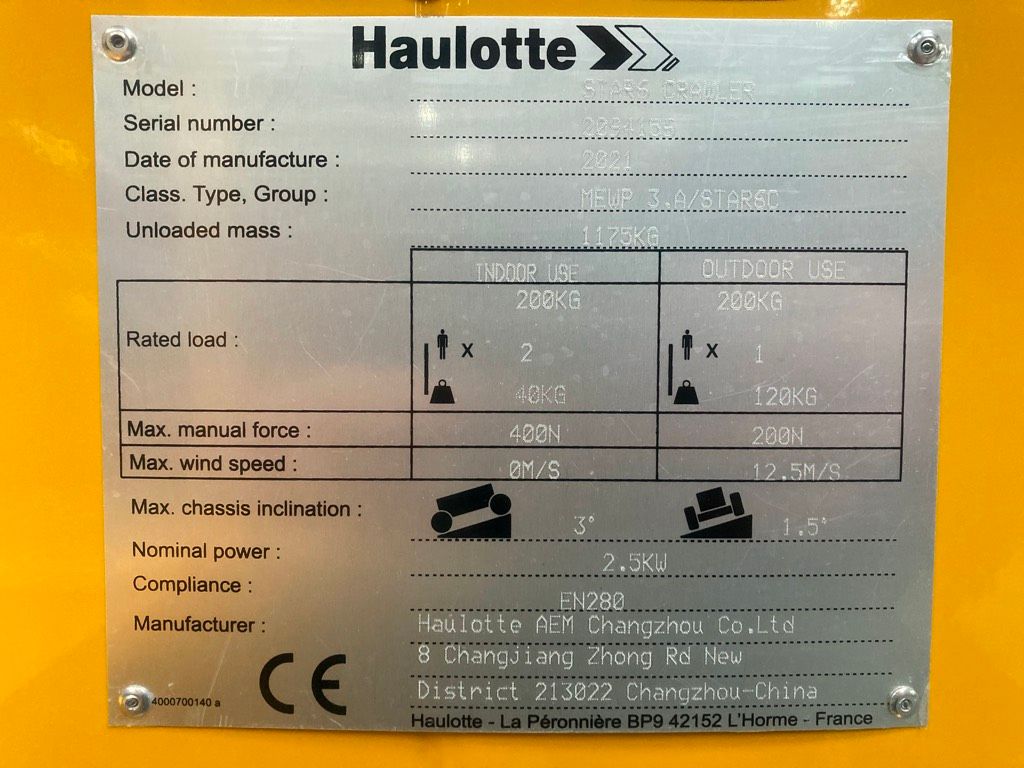 Haulotte
Model : STAR6 CRAWLER
Serial number :
Date of manufacture : 2021
Class. Type, Group : MEWP 3.A/STAR6C
Unloaded mass : 1175KG
INDOOR USE OUTDOOR USE
Rated load : 200KG 200KG
X 2 X 1
40KG 120KG
Max. manual force : 400N 200N
Max. wind speed : 0M/S 12.5M/S
Max. chassis inclination : 3° 1.5°
Nominal power : 2.5KW
Compliance : EN280
Manufacturer : Haulotte AEM Changzhou Co.Ltd
8 ChangJiang Zhong Rd New
District 213022 Changzhou-China
CE
4000700140 a
Haulotte - La Péronnière BP9 42152 L'Horme - France